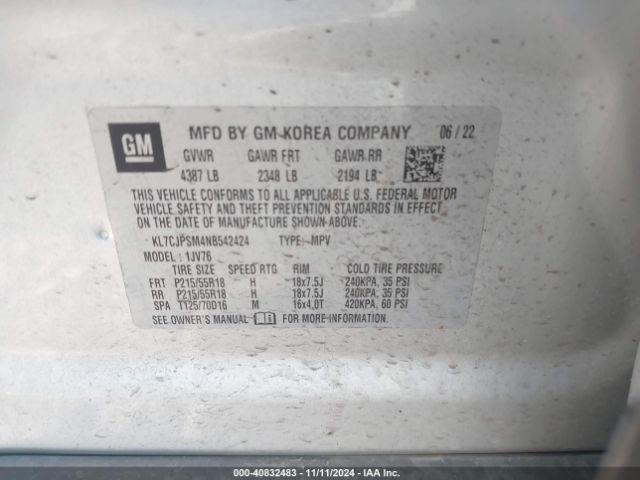 GM
MFD BY GM KOREA COMPANY 06 / 22
GVWR GAWR FRT GAWR RR
4387 LB 2348 LB 2194 LB
THIS VEHICLE CONFORMS TO ALL APPLICABLE U.S. FEDERAL MOTOR
VEHICLE SAFETY AND THEFT PREVENTION STANDARDS IN EFFECT
ON THE DATE OF MANUFACTURE SHOWN ABOVE.
KL7CJPSM4NB542424 TYPE: MPV
MODEL: 1JV76
TIRE SIZE SPEED RTG RIM COLD TIRE PRESSURE
FRT P215/55R18 H 18x7.5J 240KPA, 35 PSI
RR P215/55R18 H 18x7.5J 240KPA, 35 PSI
SPA T125/70D16 M 16x4.0T 420KPA, 60 PSI
SEE OWNER'S MANUAL FOR MORE INFORMATION.
000-40832483 - 11/11/2024 - IAA Inc.